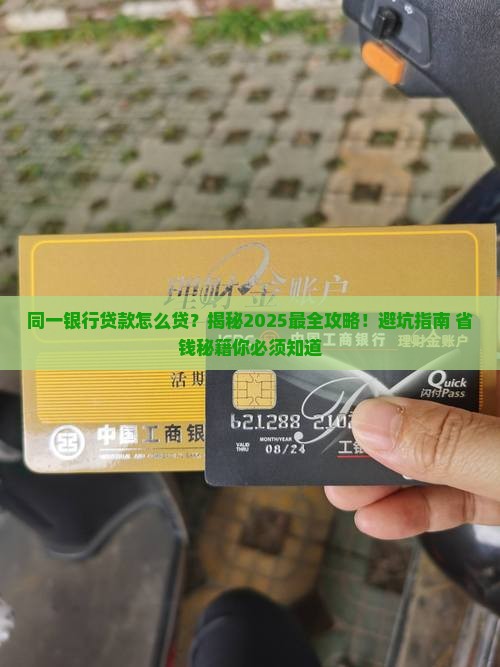 理财金账户
同一银行贷款怎么贷？揭秘2025最全攻略！避坑指南 省
钱秘籍你必须知道
中国工商银行 理财金账户
活期
Quick
闪付Pass
中国工商银
621288 2102
VALID
THRU
MONTH/YEAR
08/24
工银